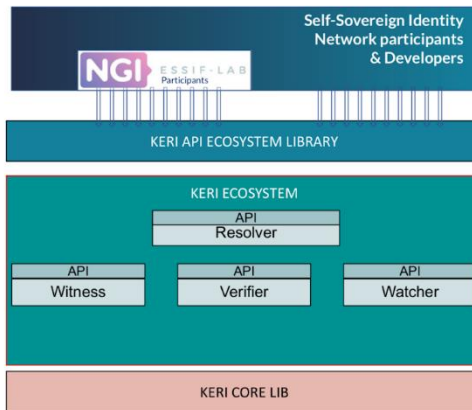 Self-Sovereign Identity
Network participants
& Developers
NGI ESSIF-LAB
Participants
KERI API ECOSYSTEM LIBRARY
KERI ECOSYSTEM
API
Resolver
API API API
Witness Verifier Watcher
KERI CORE LIB